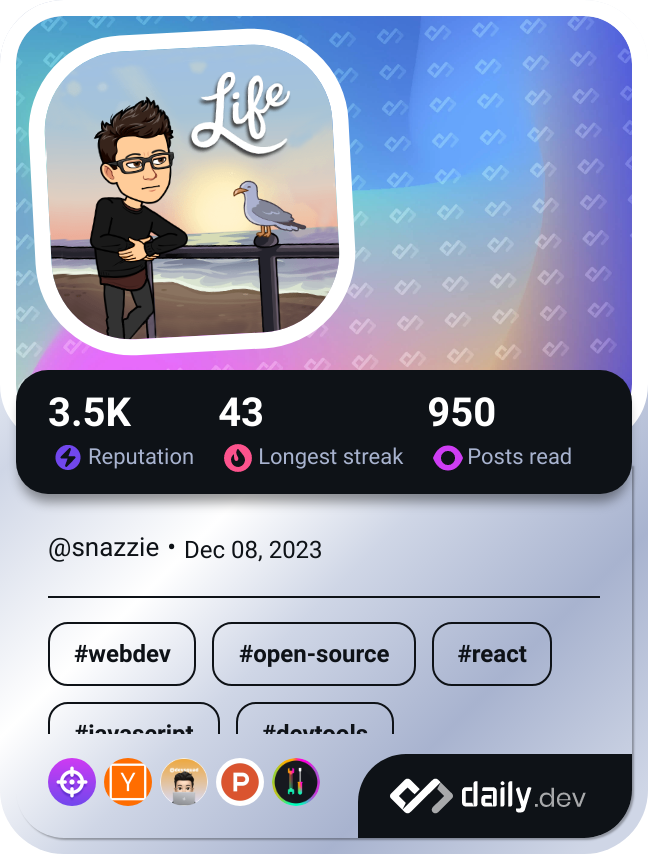 Life
3.5K 43 950
Reputation Longest streak Posts read
@snazzie • Dec 08, 2023
#webdev #open-source #react
#javascript #devtools
Y P
daily.dev